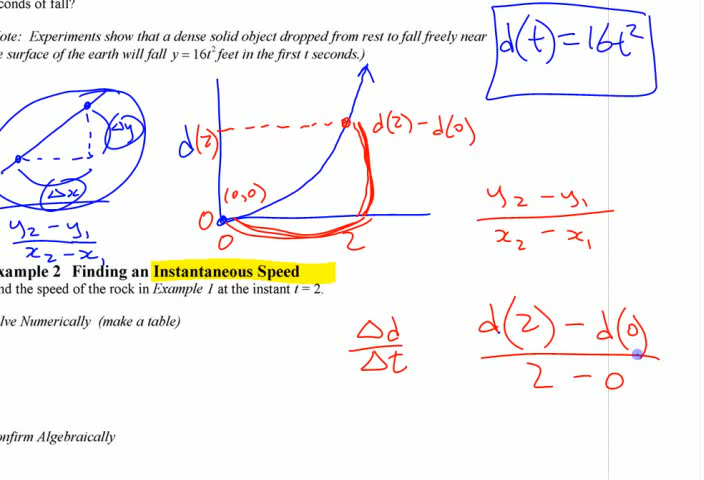 conds of fall?
ote: Experiments show that a dense solid object dropped from rest to fall freely near
e surface of the earth will fall y = 16t² feet in the first t seconds.)
d(t) = 16t²
Δy
Δx
y₂ - y₁
x₂ - x₁
d(2)
d(2) - d(0)
(0,0)
0
0
2
y₂ - y₁
x₂ - x₁
xample 2 Finding an Instantaneous Speed
nd the speed of the rock in Example 1 at the instant t = 2.
lve Numerically (make a table)
Δd
Δt
d(2) - d(0)
2 - 0
onfirm Algebraically